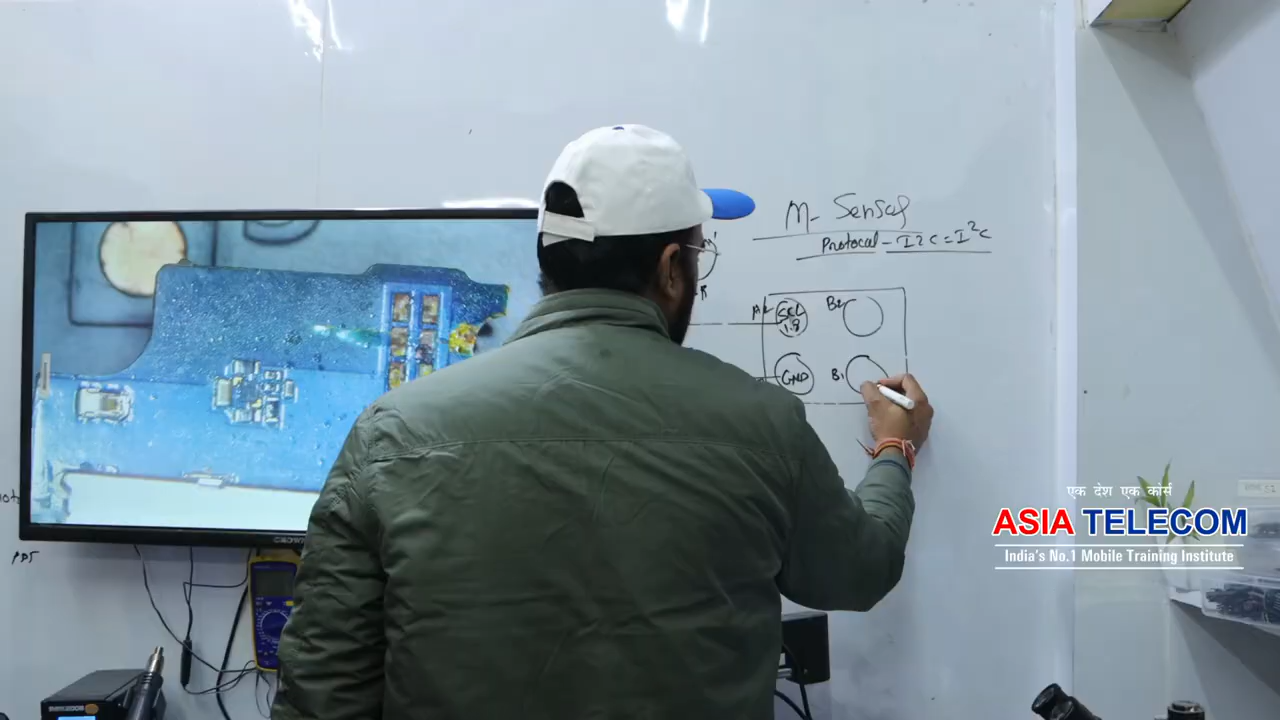 M- Sensor
Protocal - I2C = I²C
B2
SCL
1.8
GND
B1
एक देश एक कोर्स
ASIA TELECOM
India's No.1 Mobile Training Institute